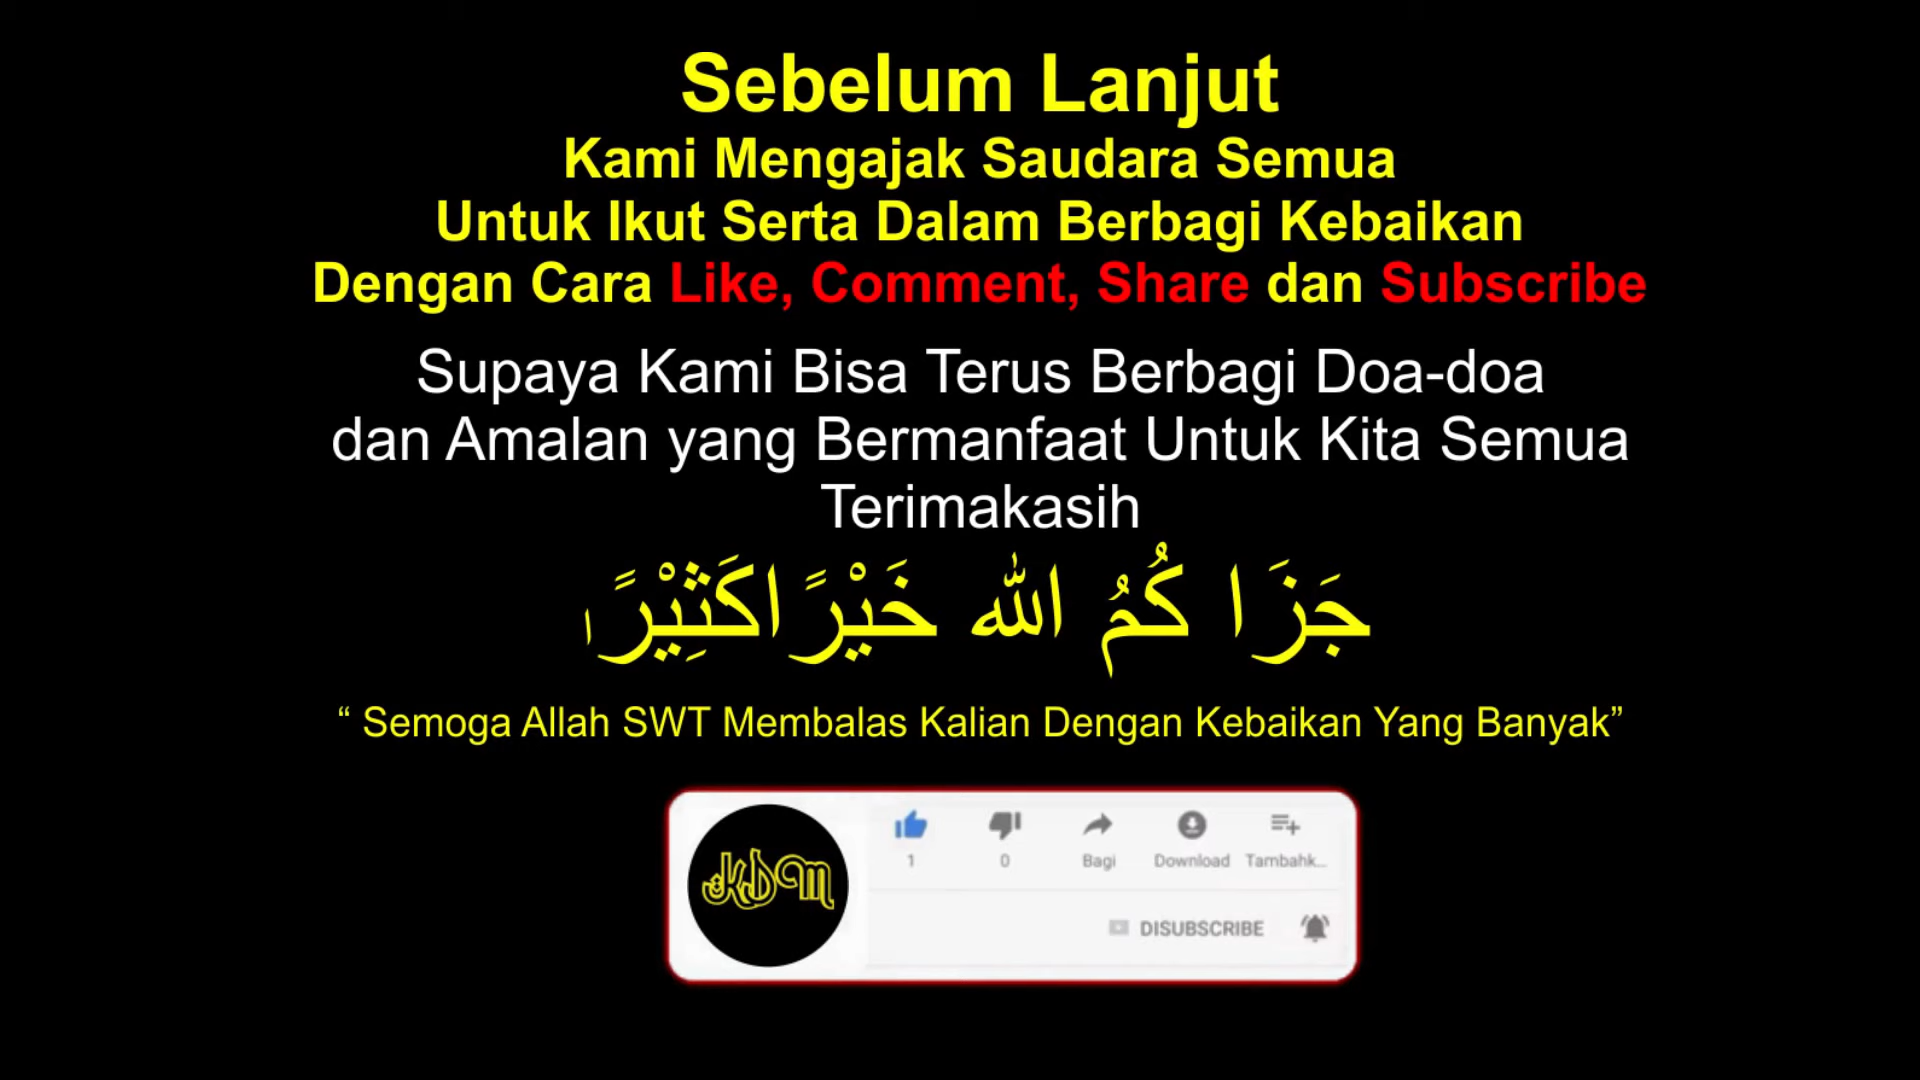 Sebelum Lanjut
Kami Mengajak Saudara Semua
Untuk Ikut Serta Dalam Berbagi Kebaikan
Dengan Cara Like, Comment, Share dan Subscribe
Supaya Kami Bisa Terus Berbagi Doa-doa
dan Amalan yang Bermanfaat Untuk Kita Semua
Terimakasih
جَزَا كُمُ الله خَيْرًاكَثِيْرًا
“ Semoga Allah SWT Membalas Kalian Dengan Kebaikan Yang Banyak”
KDM
1 0 Bagi Download Tambahk...
DISUBSCRIBE